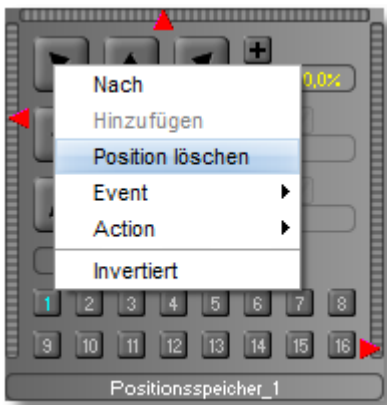 0,0%
Nach
Hinzufügen
Position löschen
Event
Action
Invertiert
1 2 3 4 5 6 7 8
9 10 11 12 13 14 15 16
Positionsspeicher_1